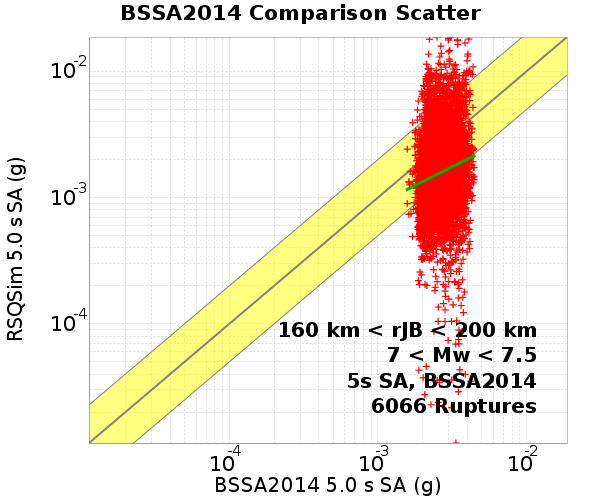 BSSA2014 Comparison Scatter
RSQSim 5.0 s SA (g)
10-2
10-3
10-4
160 km < rJB < 200 km
7 < Mw < 7.5
5s SA, BSSA2014
6066 Ruptures
10-4
10-3
10-2
BSSA2014 5.0 s SA (g)